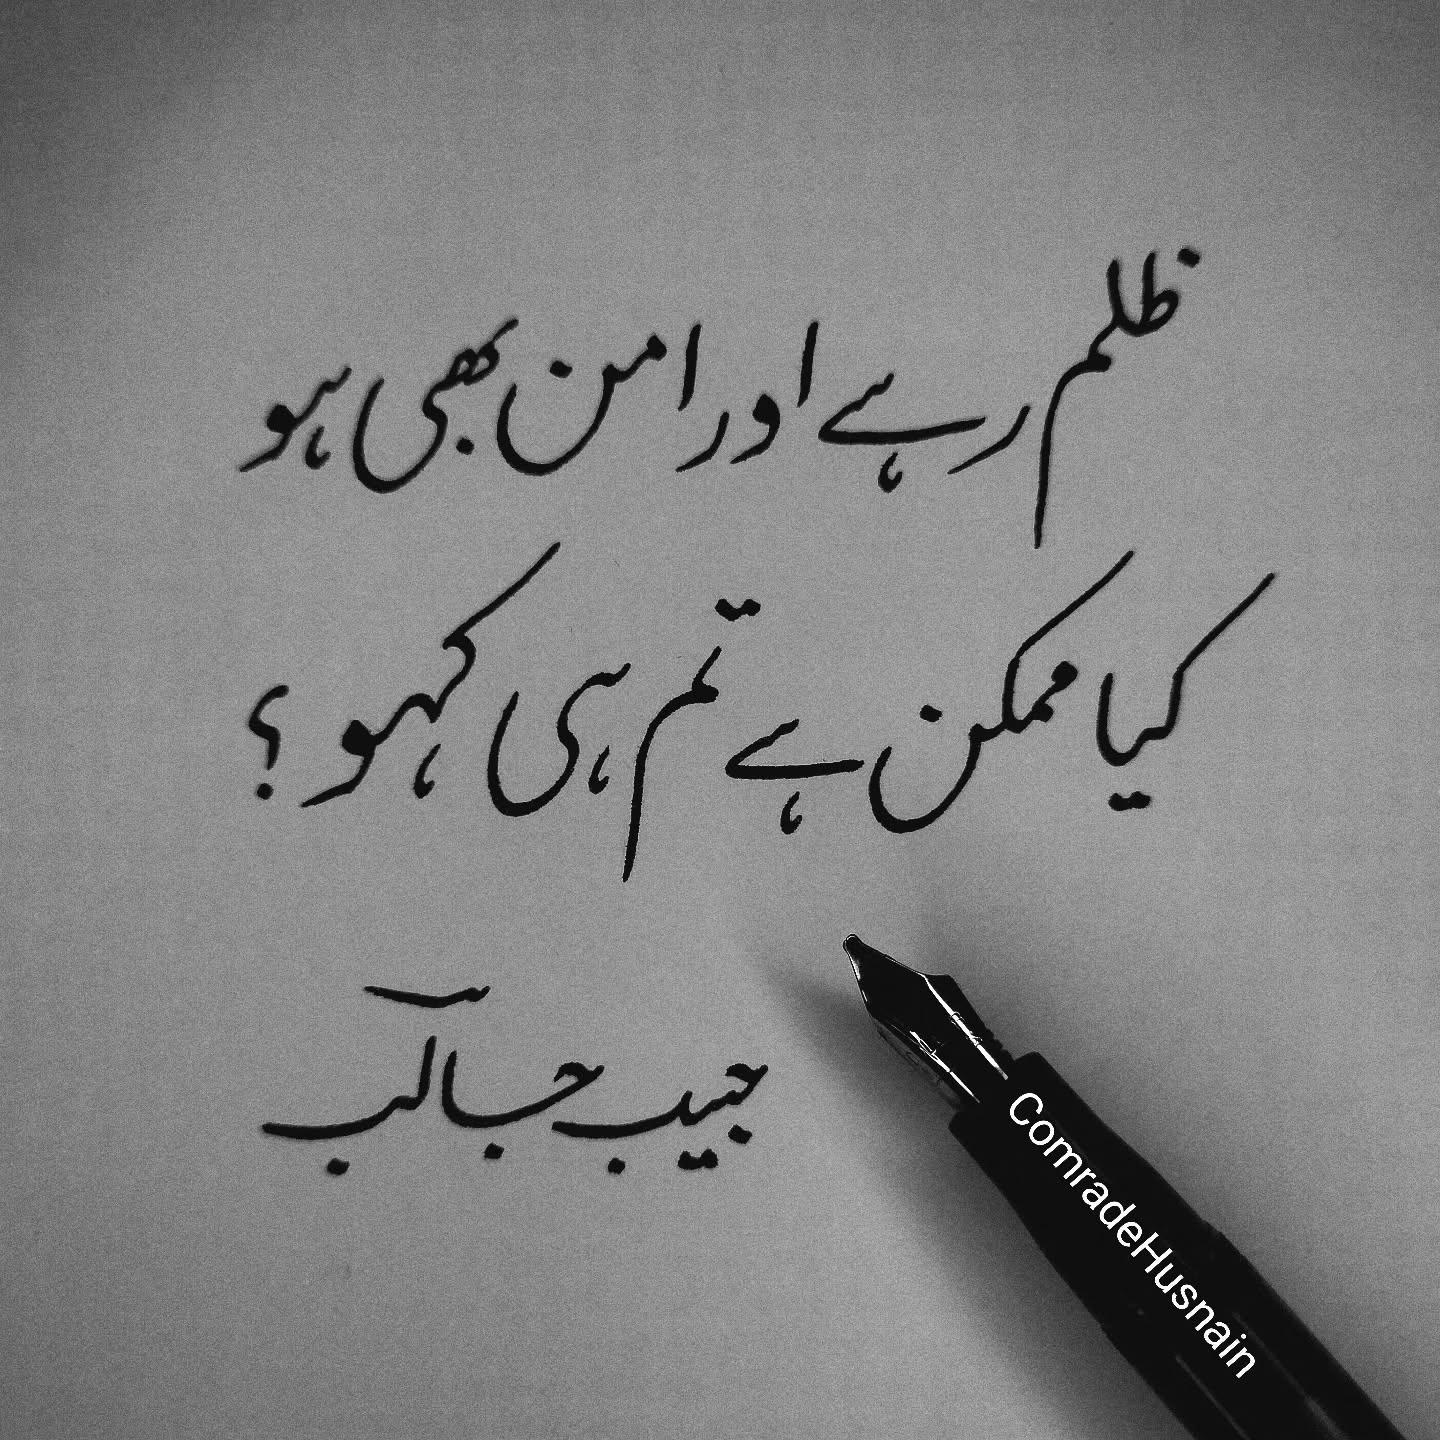 ظلم رہے اور امن بھی ہو
کیا ممکن ہے تم ہی کہو؟
حبیب جالب
ComradeHusnain